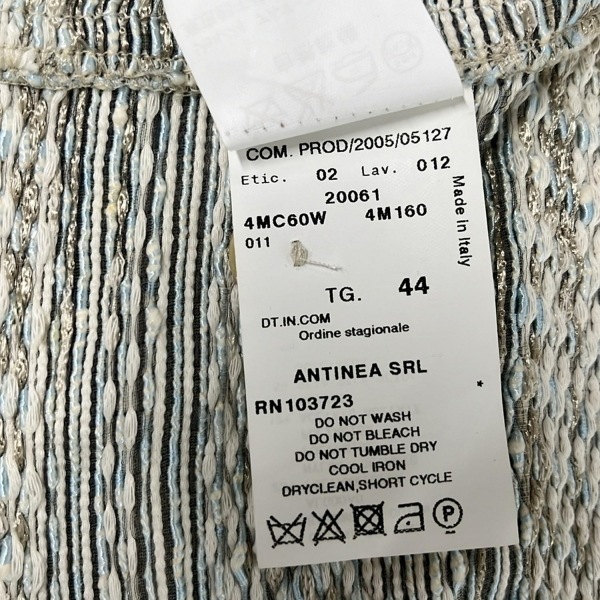 COM. PROD/2005/05127
Etic. 02 Lav. 012
20061
4MC60W 4M160
011
Made in Italy
TG. 44
DT.IN.COM
Ordine stagionale
ANTINEA SRL
*
RN103723
DO NOT WASH
DO NOT BLEACH
DO NOT TUMBLE DRY
COOL IRON
DRYCLEAN,SHORT CYCLE
P